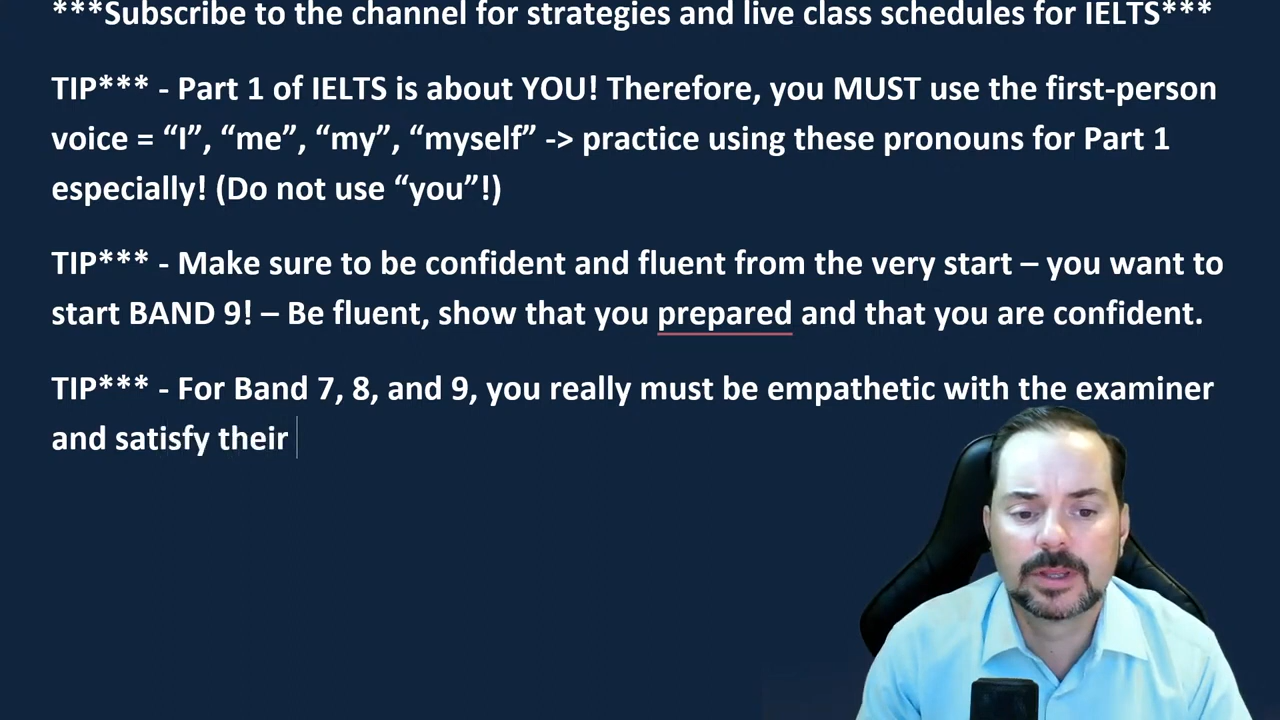 ***Subscribe to the channel for strategies and live class schedules for IELTS***
TIP*** - Part 1 of IELTS is about YOU! Therefore, you MUST use the first-person
voice = “I”, “me”, “my”, “myself” -> practice using these pronouns for Part 1
especially! (Do not use “you”!)
TIP*** - Make sure to be confident and fluent from the very start – you want to
start BAND 9! – Be fluent, show that you prepared and that you are confident.
TIP*** - For Band 7, 8, and 9, you really must be empathetic with the examiner
and satisfy their